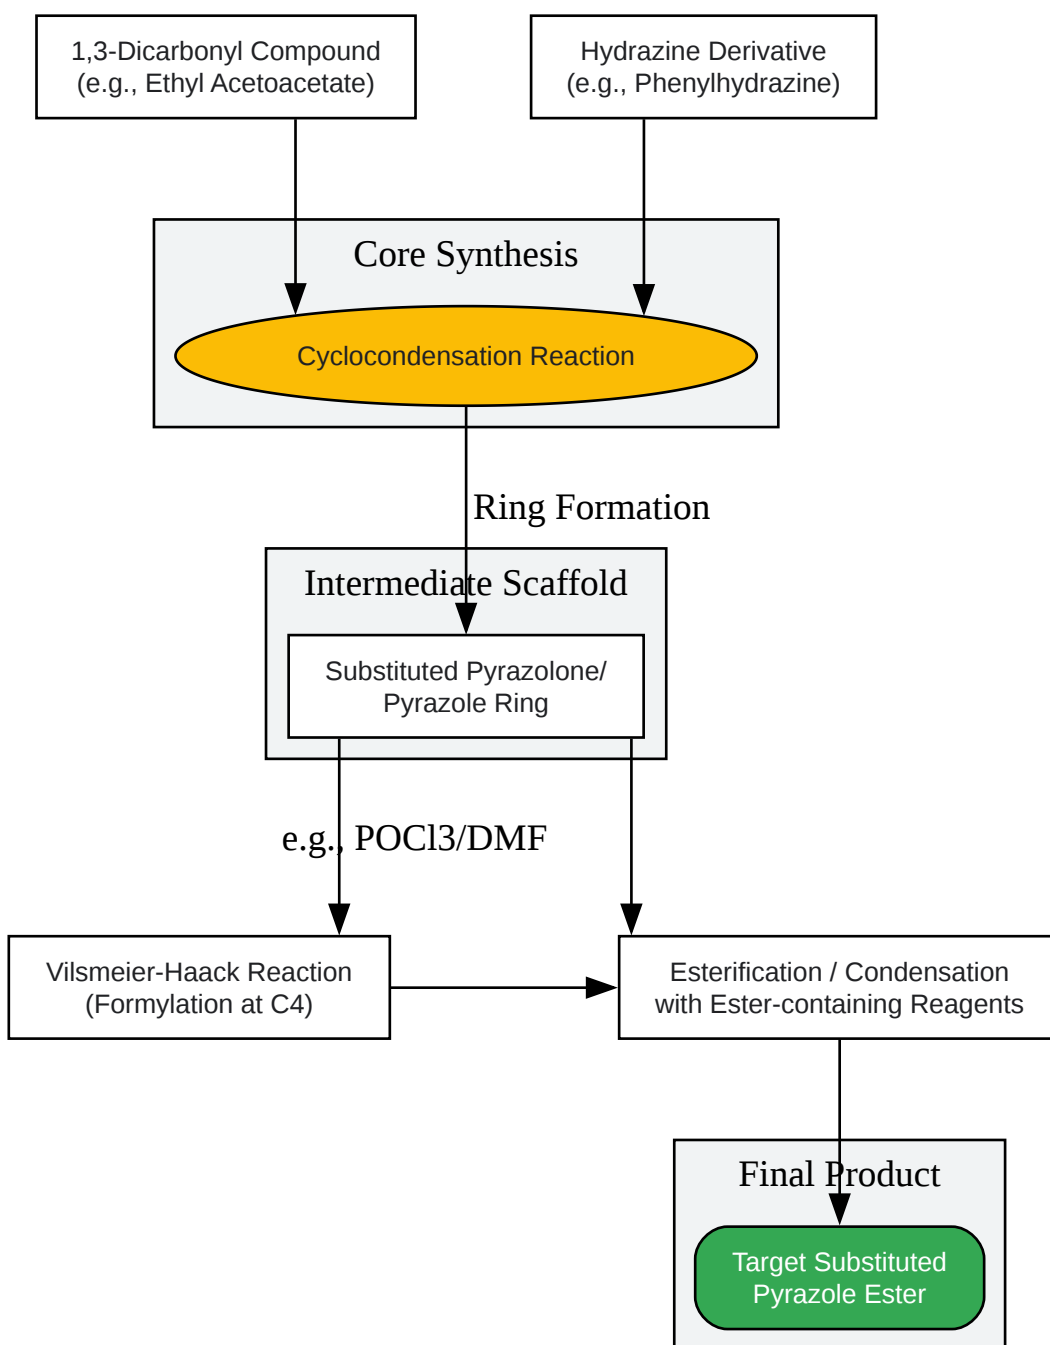 1,3-Dicarbonyl Compound
(e.g., Ethyl Acetoacetate)
Hydrazine Derivative
(e.g., Phenylhydrazine)
Core Synthesis
Cyclocondensation Reaction
Ring Formation
Intermediate Scaffold
Substituted Pyrazolone/
Pyrazole Ring
e.g., POCl3/DMF
Vilsmeier-Haack Reaction
(Formylation at C4)
Esterification / Condensation
with Ester-containing Reagents
Final Product
Target Substituted
Pyrazole Ester